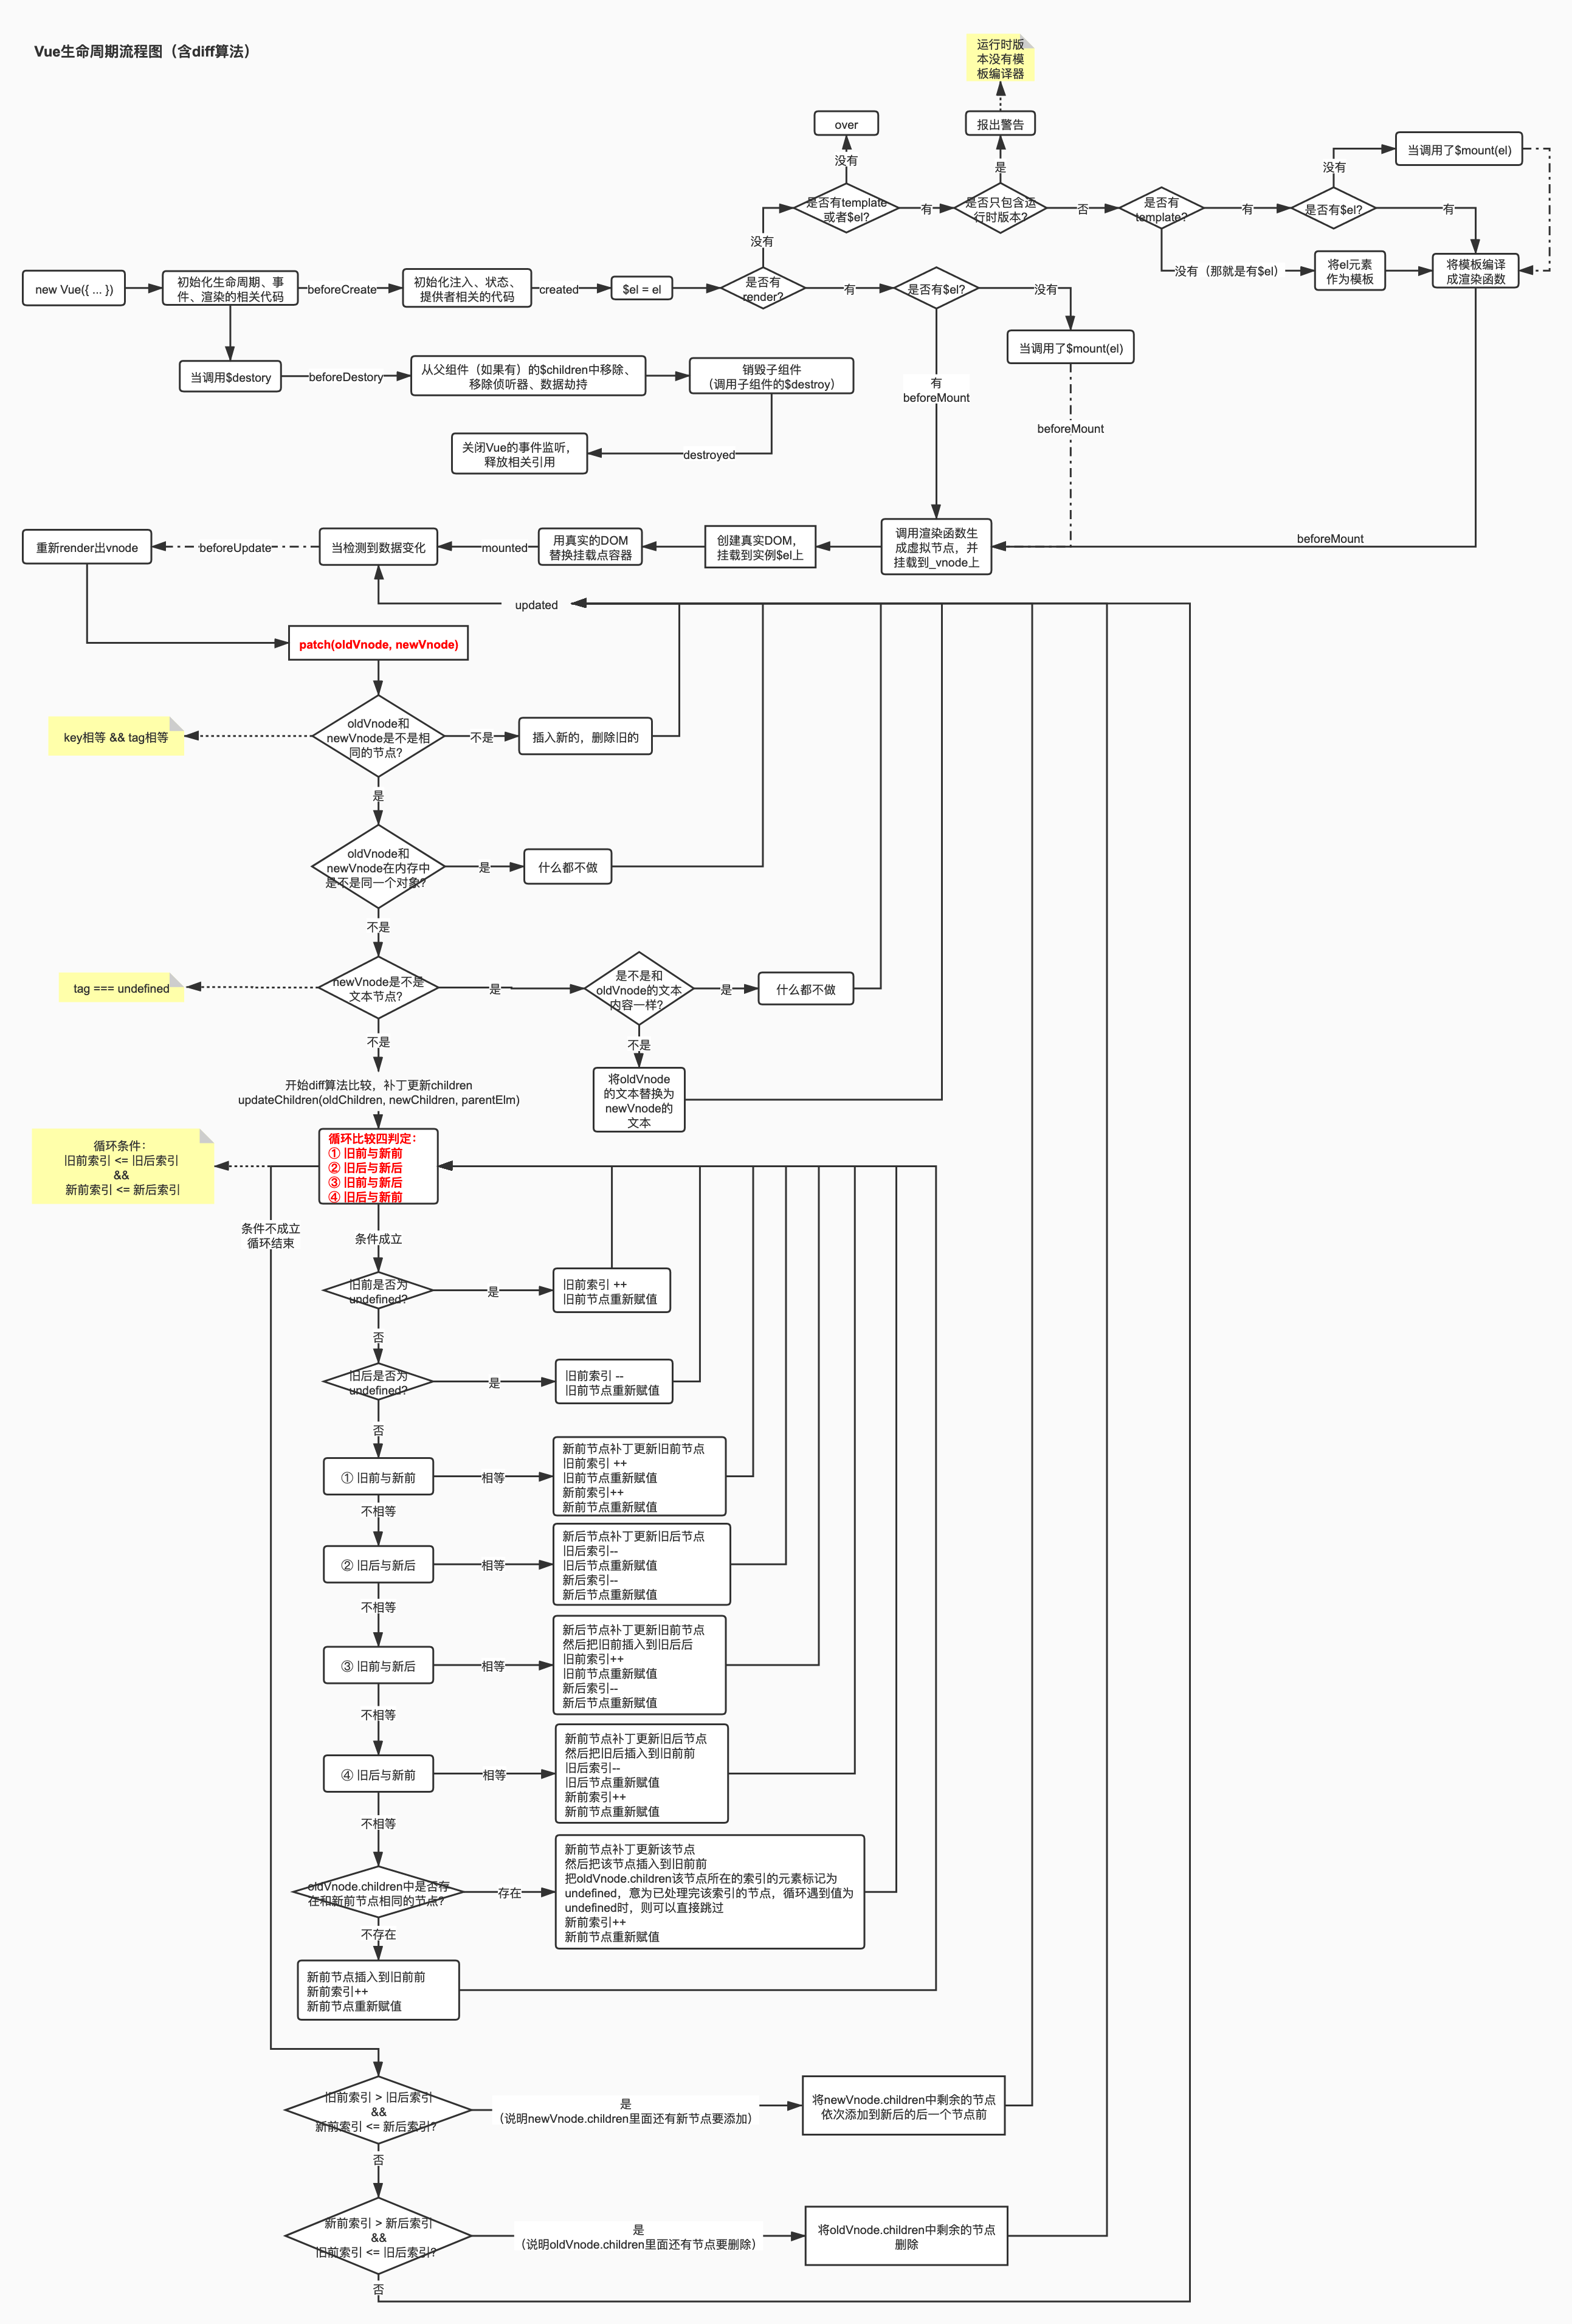 Vue生命周期流程图（含diff算法）
运行时版
本没有模
板编译器
over
报出警告
当调用了$mount(el)
没有
是
没有
是否有template
或者$el?
有
是否只包含运
行时版本?
否
是否有
template?
有
是否有$el?
有
没有
没有（那就是有$el）
将el元素
作为模板
将模板编译
成渲染函数
new Vue({ ... })
初始化生命周期、事
件、渲染的相关代码
beforeCreate
初始化注入、状态、
提供者相关的代码
created
$el = el
是否有
render?
有
是否有$el?
没有
当调用了$mount(el)
当调用$destory
beforeDestory
从父组件（如果有）的$children中移除、
移除侦听器、数据劫持
销毁子组件
（调用子组件的$destroy）
有
beforeMount
beforeMount
关闭Vue的事件监听，
释放相关引用
destroyed
重新render出vnode
beforeUpdate
当检测到数据变化
mounted
用真实的DOM
替换挂载点容器
创建真实DOM，
挂载到实例$el上
调用渲染函数生
成虚拟节点，并
挂载到_vnode上
beforeMount
updated
patch(oldVnode, newVnode)
key相等 && tag相等
oldVnode和
newVnode是不是相
同的节点?
不是
插入新的，删除旧的
是
oldVnode和
newVnode在内存中
是不是同一个对象?
是
什么都不做
不是
tag === undefined
newVnode是不是
文本节点?
是
是不是和
oldVnode的文本
内容一样?
是
什么都不做
不是
不是
将oldVnode
的文本替换为
newVnode的
文本
开始diff算法比较，补丁更新children
updateChildren(oldChildren, newChildren, parentElm)
循环条件：
旧前索引 <= 旧后索引
&&
新前索引 <= 新后索引
循环比较四判定：
① 旧前与新前
② 旧后与新后
③ 旧前与新后
④ 旧后与新前
条件不成立
循环结束
条件成立
旧前是否为
undefined?
是
旧前索引 ++
旧前节点重新赋值
否
旧后是否为
undefined?
是
旧前索引 --
旧前节点重新赋值
否
① 旧前与新前
相等
新前节点补丁更新旧前节点
旧前索引 ++
旧前节点重新赋值
新前索引++
新前节点重新赋值
不相等
② 旧后与新后
相等
新后节点补丁更新旧后节点
旧后索引--
旧后节点重新赋值
新后索引--
新后节点重新赋值
不相等
③ 旧前与新后
相等
新后节点补丁更新旧前节点
然后把旧前插入到旧后后
旧前索引++
旧前节点重新赋值
新后索引--
新后节点重新赋值
不相等
④ 旧后与新前
相等
新前节点补丁更新旧后节点
然后把旧后插入到旧前前
旧后索引--
旧后节点重新赋值
新前索引++
新前节点重新赋值
不相等
oldVnode.children中是否存
在和新前节点相同的节点?
存在
新前节点补丁更新该节点
然后把该节点插入到旧前前
把oldVnode.children该节点所在的索引的元素标记为
undefined，意为已处理完该索引的节点，循环遇到值为
undefined时，则可以直接跳过
新前索引++
新前节点重新赋值
不存在
新前节点插入到旧前前
新前索引++
新前节点重新赋值
旧前索引 > 旧后索引
&&
新前索引 <= 新后索引?
是
（说明newVnode.children里面还有新节点要添加）
将newVnode.children中剩余的节点
依次添加到新后的后一个节点前
否
新前索引 > 新后索引
&&
旧前索引 <= 旧后索引?
是
（说明oldVnode.children里面还有节点要删除）
将oldVnode.children中剩余的节点
删除
否